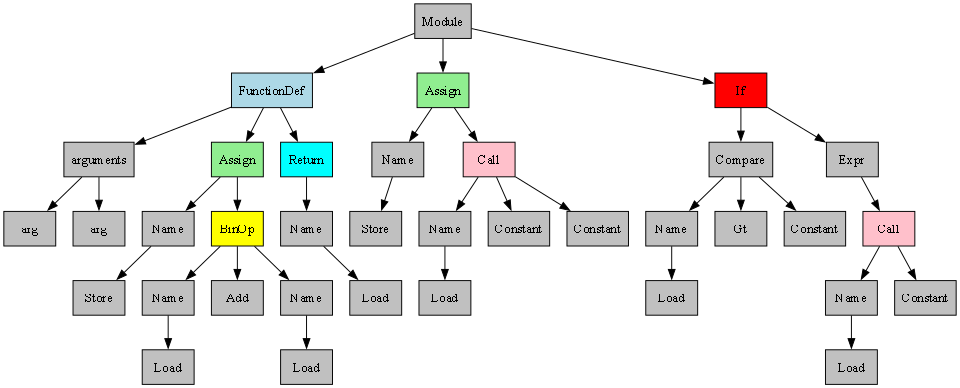 Module
FunctionDef Assign If
arguments Assign Return Name Call Compare Expr
arg arg Name BinOp Name Store Name Constant Constant Name Gt Constant Call
Store Name Add Name Load Load Load Name Constant
Load Load Load